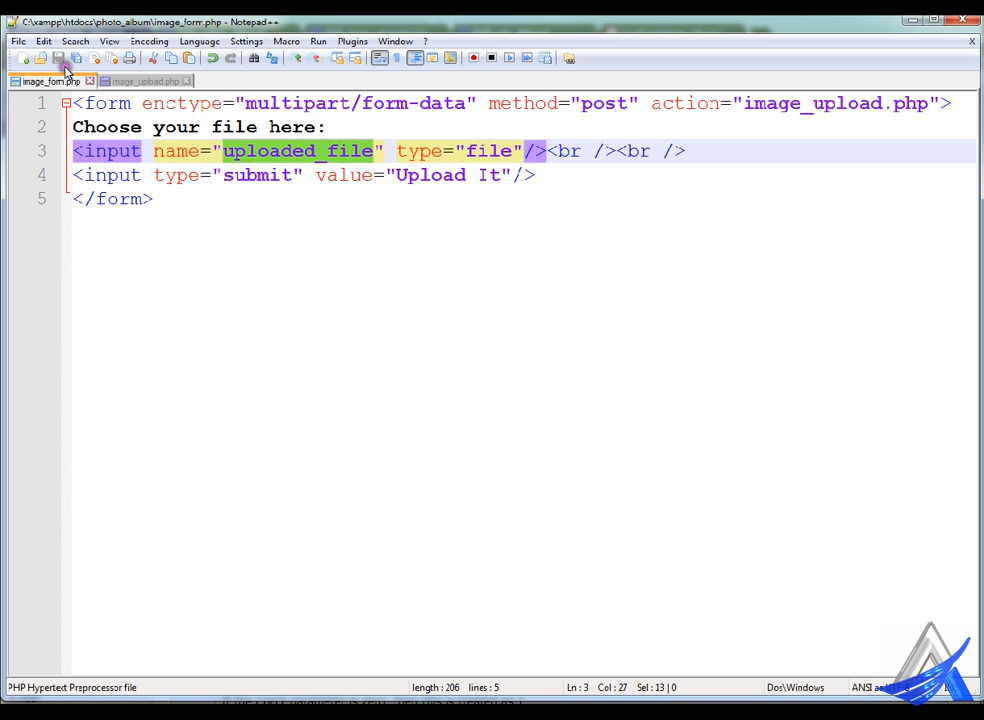 C:\xampp\htdocs\photo_album\image_form.php - Notepad++
File Edit Search View Encoding Language Settings Macro Run Plugins Window ? X
image_form.php image_upload.php
1 <form enctype="multipart/form-data" method="post" action="image_upload.php">
2 Choose your file here:
3 <input name="uploaded_file" type="file"/><br /><br />
4 <input type="submit" value="Upload It"/>
5 </form>
PHP Hypertext Preprocessor file length : 206 lines : 5 Ln : 3 Col : 27 Sel : 13 | 0 Dos\Windows ANSI as